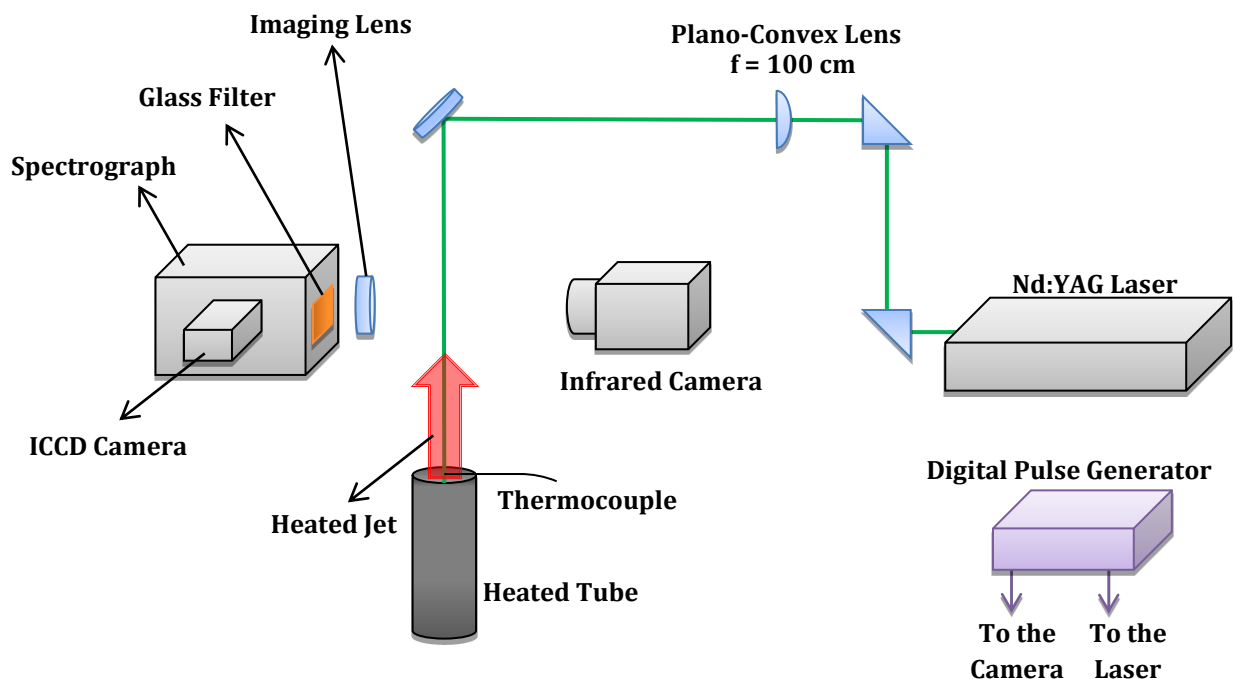 Imaging Lens
Plano-Convex Lens
f = 100 cm
Glass Filter
Spectrograph
Nd:YAG Laser
Infrared Camera
ICCD Camera
Digital Pulse Generator
Thermocouple
Heated Jet
Heated Tube
To the
Camera
To the
Laser